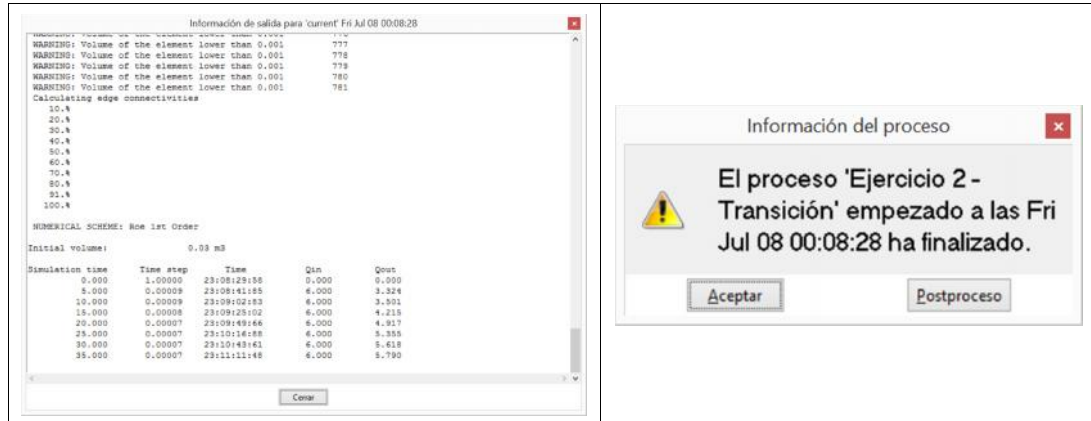 Información de salida para 'current' Fri Jul 08 00:08:28
WARNING: Volume of the element lower than 0.001 777
WARNING: Volume of the element lower than 0.001 778
WARNING: Volume of the element lower than 0.001 779
WARNING: Volume of the element lower than 0.001 780
WARNING: Volume of the element lower than 0.001 781
Calculating edge connectivities
10.%
20.%
30.%
40.%
50.%
60.%
70.%
80.%
91.%
100.%
NUMERICAL SCHEME: Roe 1st Order
Initial volume: 0.03 m3
Simulation time Time step Time Qin Qout
0.000 1.00000 23:08:29:58 0.000 0.000
5.000 0.00009 23:08:41:85 6.000 3.324
10.000 0.00009 23:09:02:83 6.000 3.501
15.000 0.00008 23:09:25:02 6.000 4.215
20.000 0.00007 23:09:49:66 6.000 4.917
25.000 0.00007 23:10:16:88 6.000 5.355
30.000 0.00007 23:10:43:61 6.000 5.618
35.000 0.00007 23:11:11:48 6.000 5.790
Cerrar
Información del proceso
El proceso 'Ejercicio 2 -
Transición' empezado a las Fri
Jul 08 00:08:28 ha finalizado.
Aceptar Postproceso